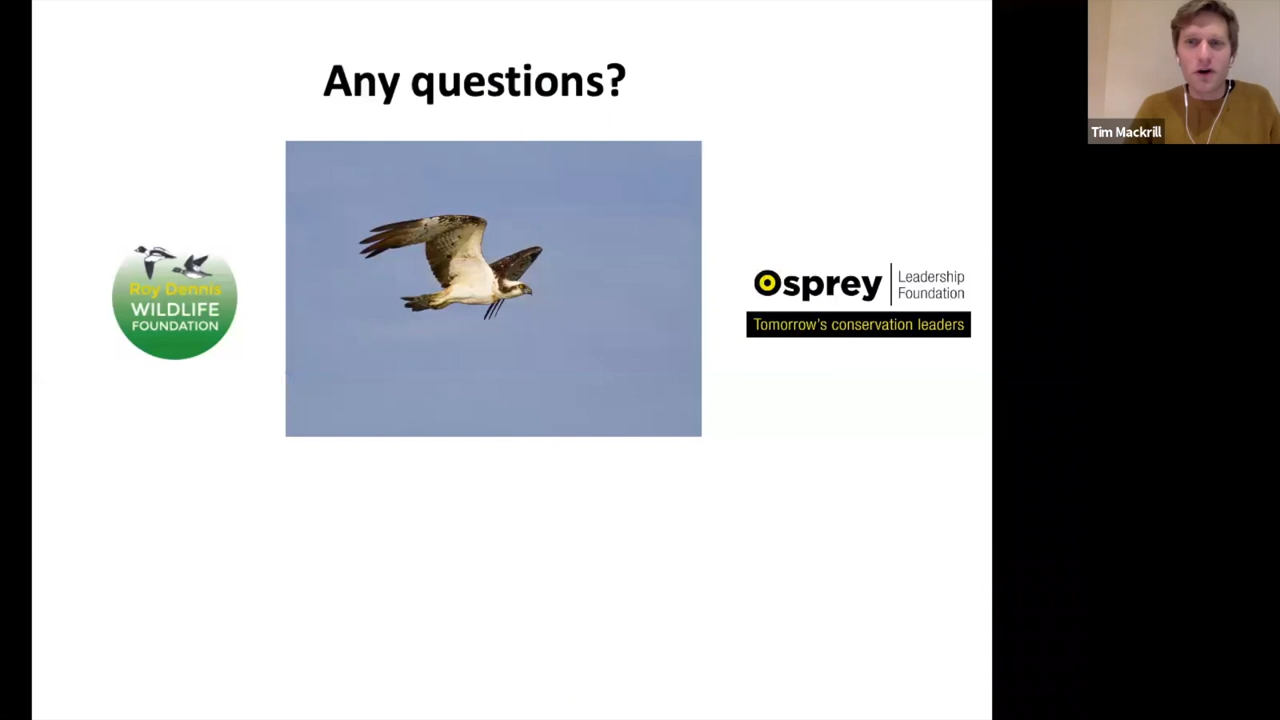 Any questions?
Tim Mackrill
Roy Dennis
WILDLIFE
FOUNDATION
Osprey
Leadership
Foundation
Tomorrow's conservation leaders